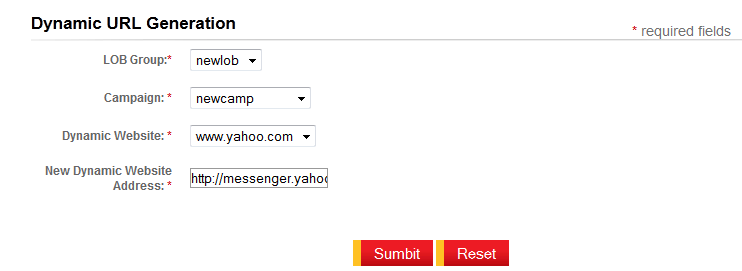 Dynamic URL Generation
* required fields
LOB Group:* newlob
Campaign: * newcamp
Dynamic Website: * www.yahoo.com
New Dynamic Website
Address: * http://messenger.yahoo
Sumbit Reset